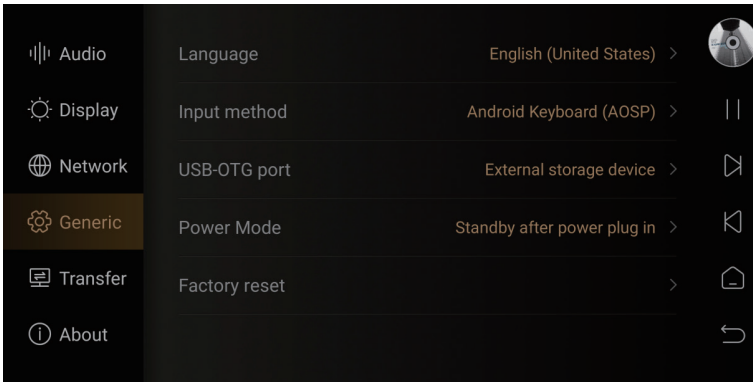 Audio
Display
Network
Generic
Transfer
About
Language English (United States)
Input method Android Keyboard (AOSP)
USB-OTG port External storage device
Power Mode Standby after power plug in
Factory reset